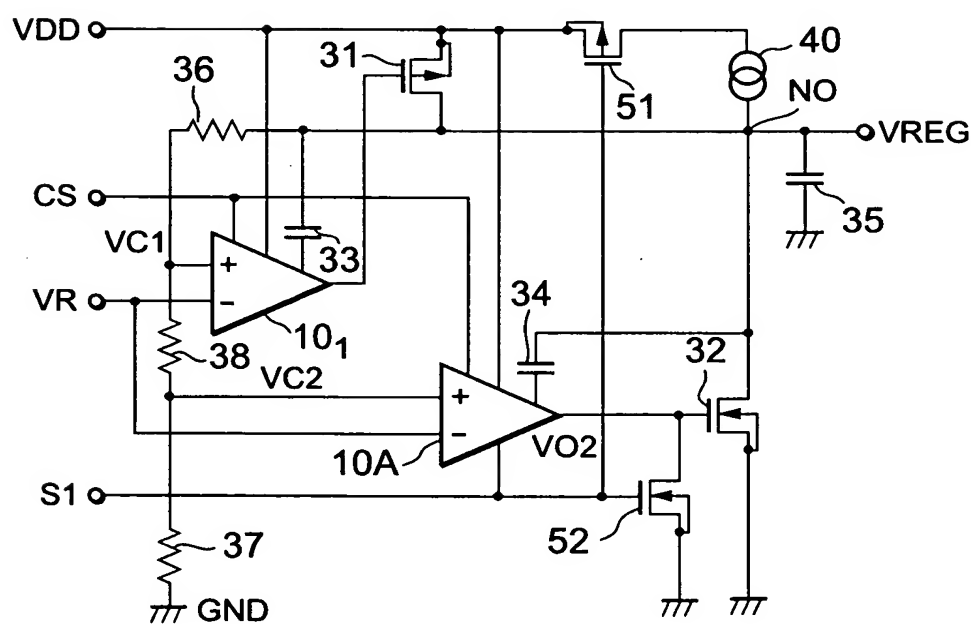 VDD
31
40
36
51
NO
VREG
CS
35
VC1
33
+
34
VR
-
10₁
32
38
VC2
+
-
10A
VO2
S1
52
37
GND